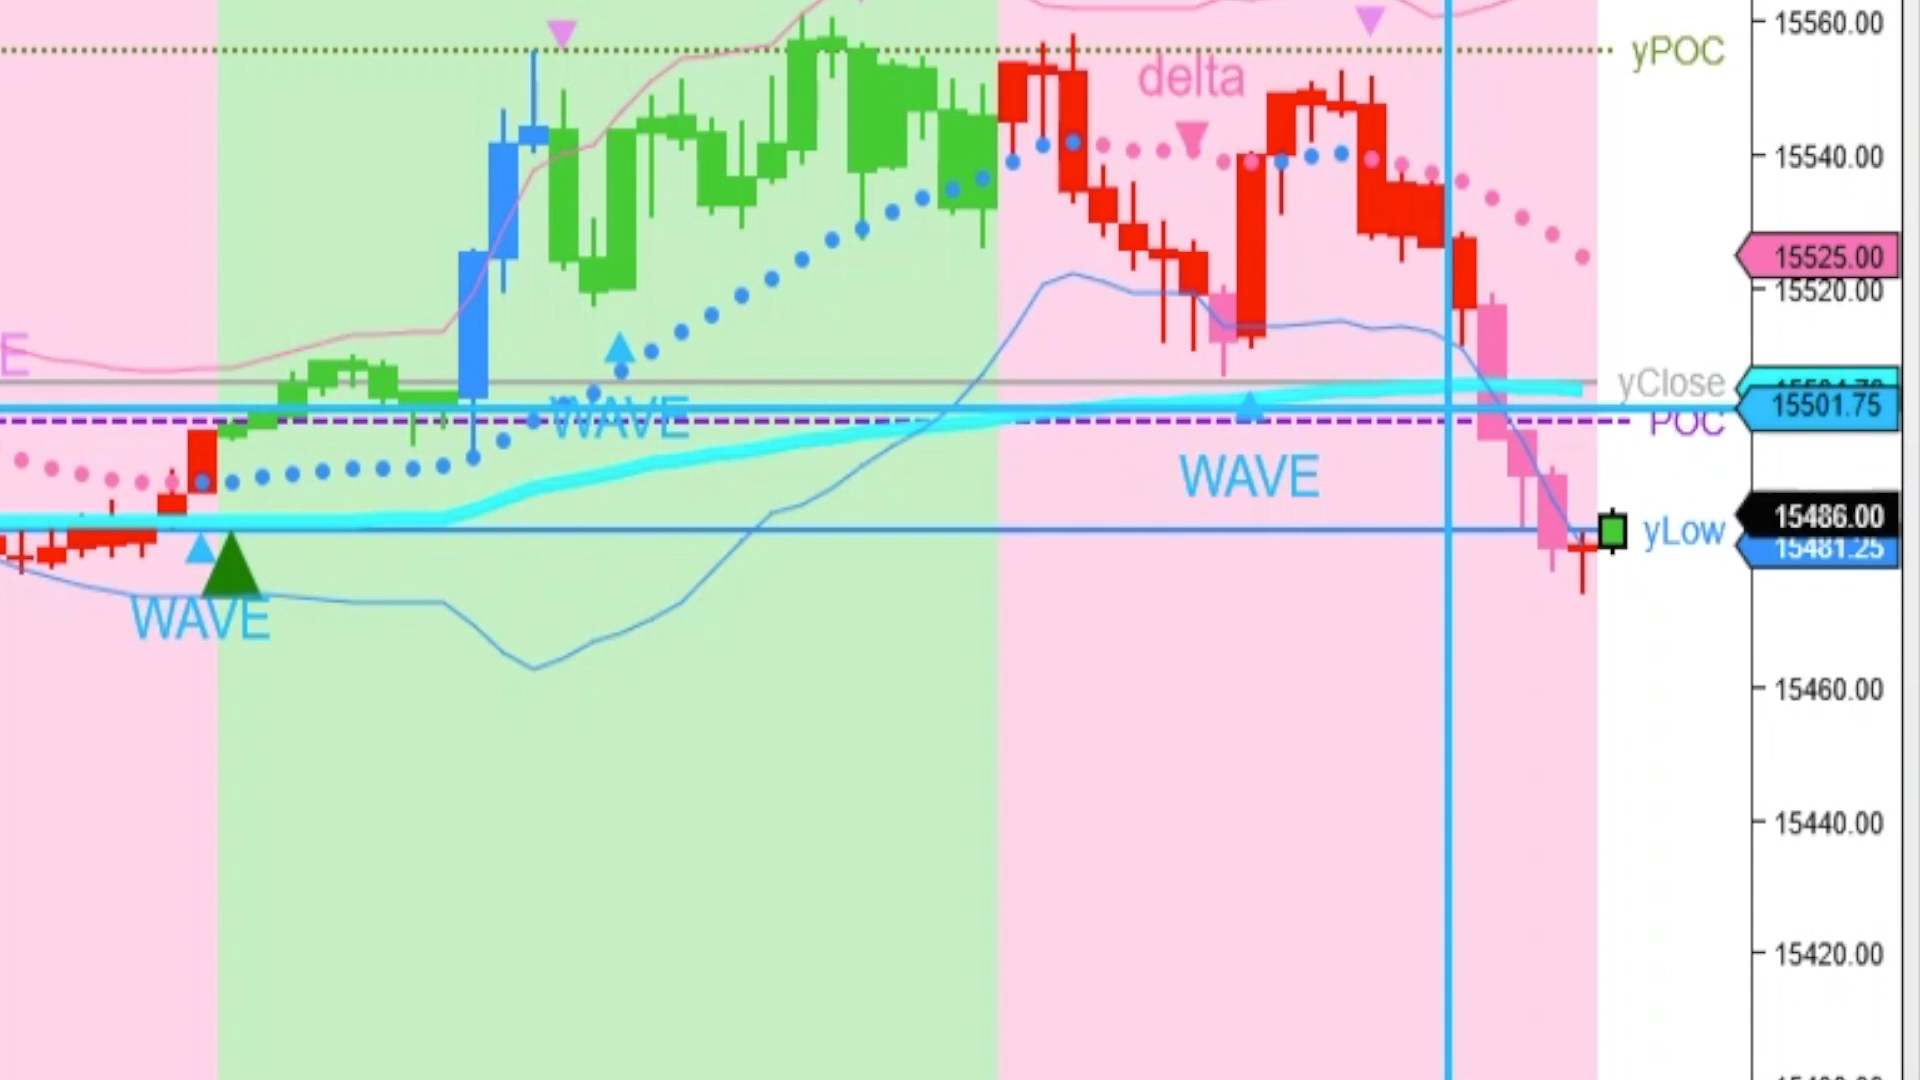 15560.00
yPOC
delta
15540.00
15525.00
15520.00
E
yClose
15501.75
WAVE
POC
WAVE
15486.00
yLow
15481.25
WAVE
15460.00
15440.00
15420.00